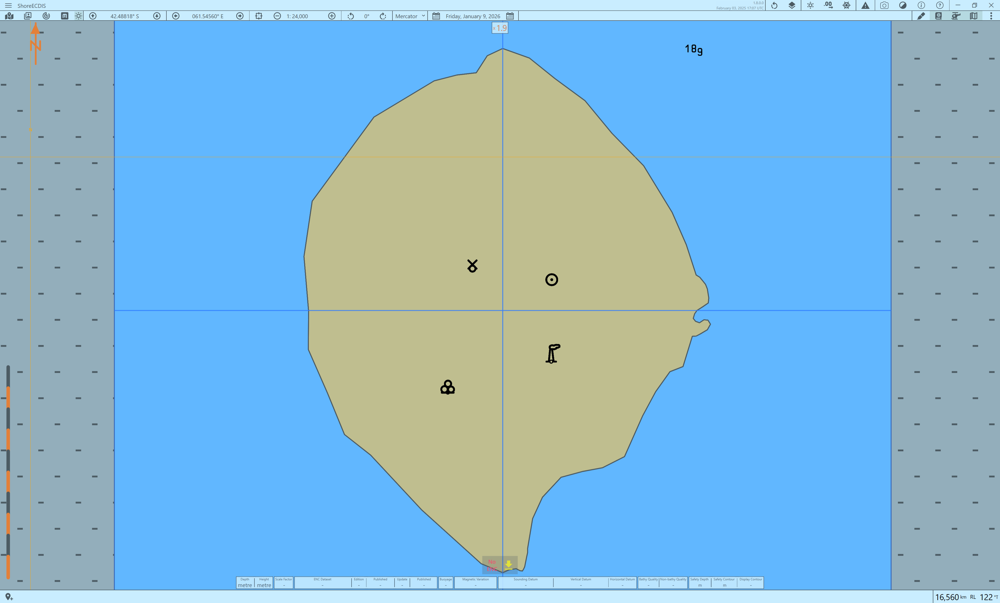 ShoreECDIS
1.8.0.0
February 03, 2025 17:07 UTC
.00
m
42.48818° S
061.54560° E
1: 24,000
0°
Mercator
Friday, January 9, 2026
N
x1.9
18 9
No
ENC
Depth Height Scale Factor ENC Dataset Edition Published Update Published Buoyage Magnetic Variation Sounding Datum Vertical Datum Horizontal Datum Bathy Quality Non-bathy Quality Safety Depth Safety Contour Display Contour
metre metre - - - - - - - - - - - - - m m -
16,560 km RL 122 °T